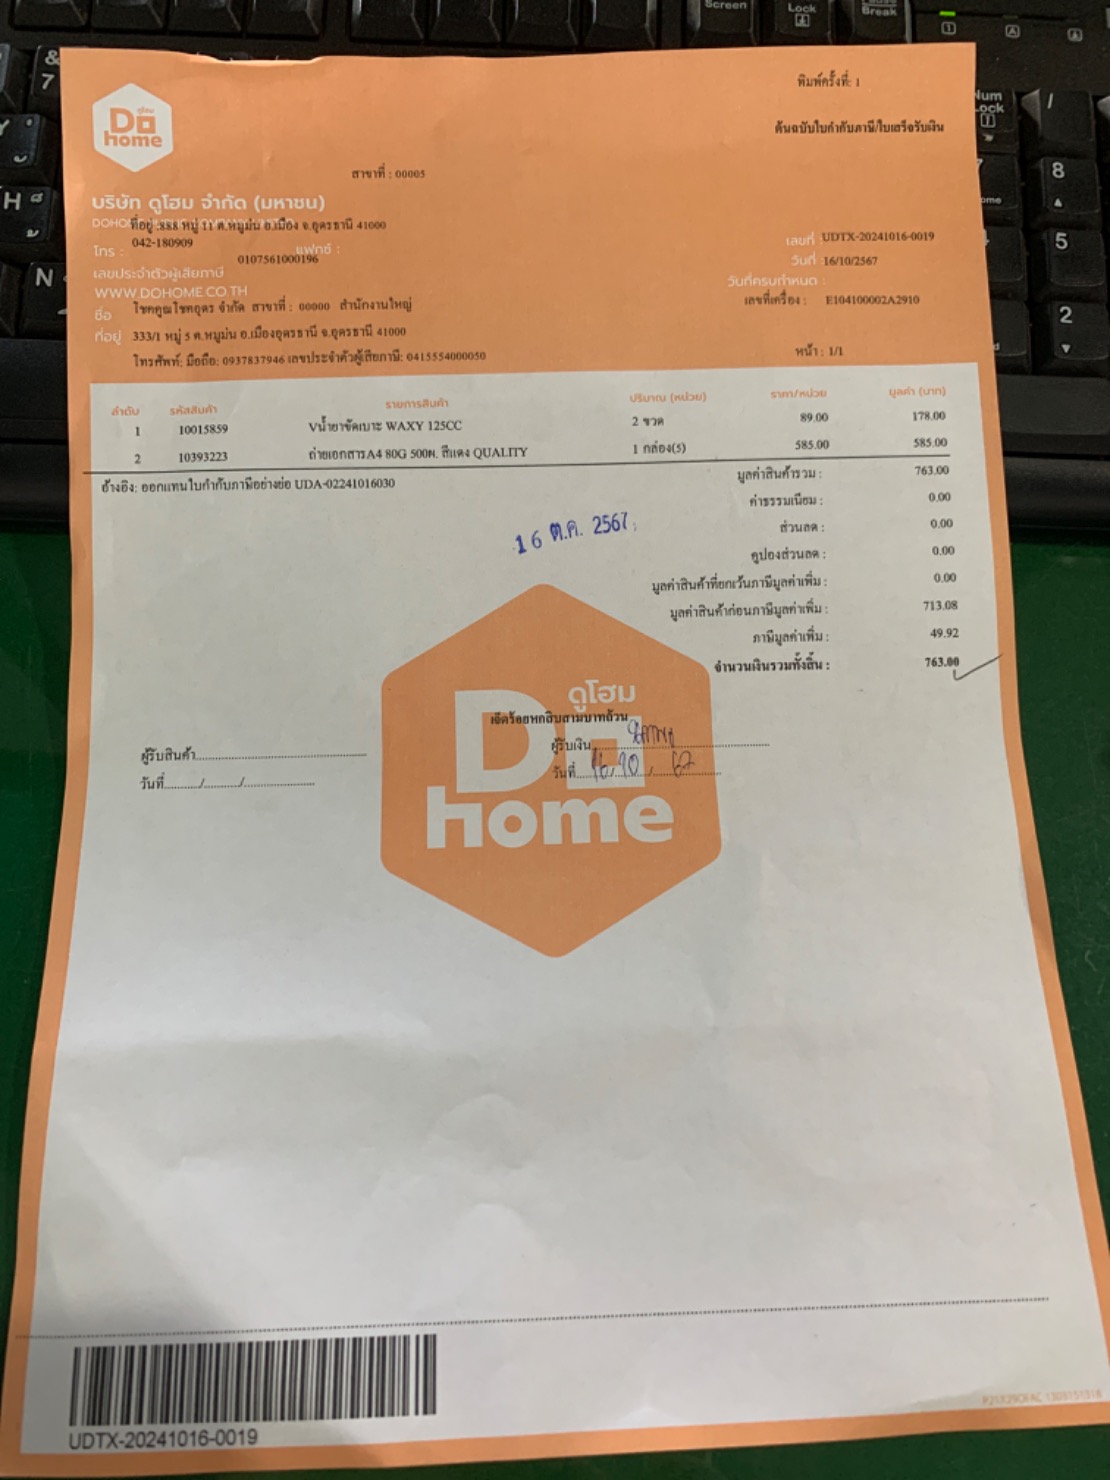 ดูโฮม
Do
home
พิมพ์ครั้งที่: 1
ต้นฉบับใบกำกับภาษี/ใบเสร็จรับเงิน
สาขาที่ : 00005
บริษัท ดูโฮม จำกัด (มหาชน)
ที่อยู่ :888 หมู่ 11 ต.หมูม่น อ.เมือง จ.อุดรธานี 41000
โทร : 042-180909 แฟกซ์ :
เลขประจำตัวผู้เสียภาษี 0107561000196
WWW.DOHOME.CO.TH
เลขที่ UDTX-20241016-0019
วันที่ 16/10/2567
วันที่ครบกำหนด :
เลขที่เครื่อง : E104100002A2910
ชื่อ โชคคูณโชคอุดร จำกัด สาขาที่ : 00000 สำนักงานใหญ่
ที่อยู่ 333/1 หมู่ 5 ต.หมูม่น อ.เมืองอุดรธานี จ.อุดรธานี 41000
โทรศัพท์: มือถือ: 0937837946 เลขประจำตัวผู้เสียภาษี: 0415554000050
หน้า : 1/1
ลำดับ รหัสสินค้า รายการสินค้า ปริมาณ (หน่วย) ราคา/หน่วย มูลค่า (บาท)
1 10015859 Vน้ำยาขัดเบาะ WAXY 125CC 2 ขวด 89.00 178.00
2 10393223 ถ่ายเอกสารA4 80G 500ผ. สีแดง QUALITY 1 กล่อง(5) 585.00 585.00
อ้างอิง: ออกแทนใบกำกับภาษีอย่างย่อ UDA-02241016030
มูลค่าสินค้ารวม : 763.00
ค่าธรรมเนียม : 0.00
ส่วนลด : 0.00
คูปองส่วนลด : 0.00
มูลค่าสินค้าที่ยกเว้นภาษีมูลค่าเพิ่ม : 0.00
มูลค่าสินค้าก่อนภาษีมูลค่าเพิ่ม : 713.08
ภาษีมูลค่าเพิ่ม : 49.92
จำนวนเงินรวมทั้งสิ้น : 763.00
16 ต.ค. 2567
ดูโฮม
Do
home
เจ็ดร้อยหกสิบสามบาทถ้วน
ผู้รับสินค้า
ผู้รับเงิน
วันที่ / /
วันที่ 16/10/67
UDTX-20241016-0019